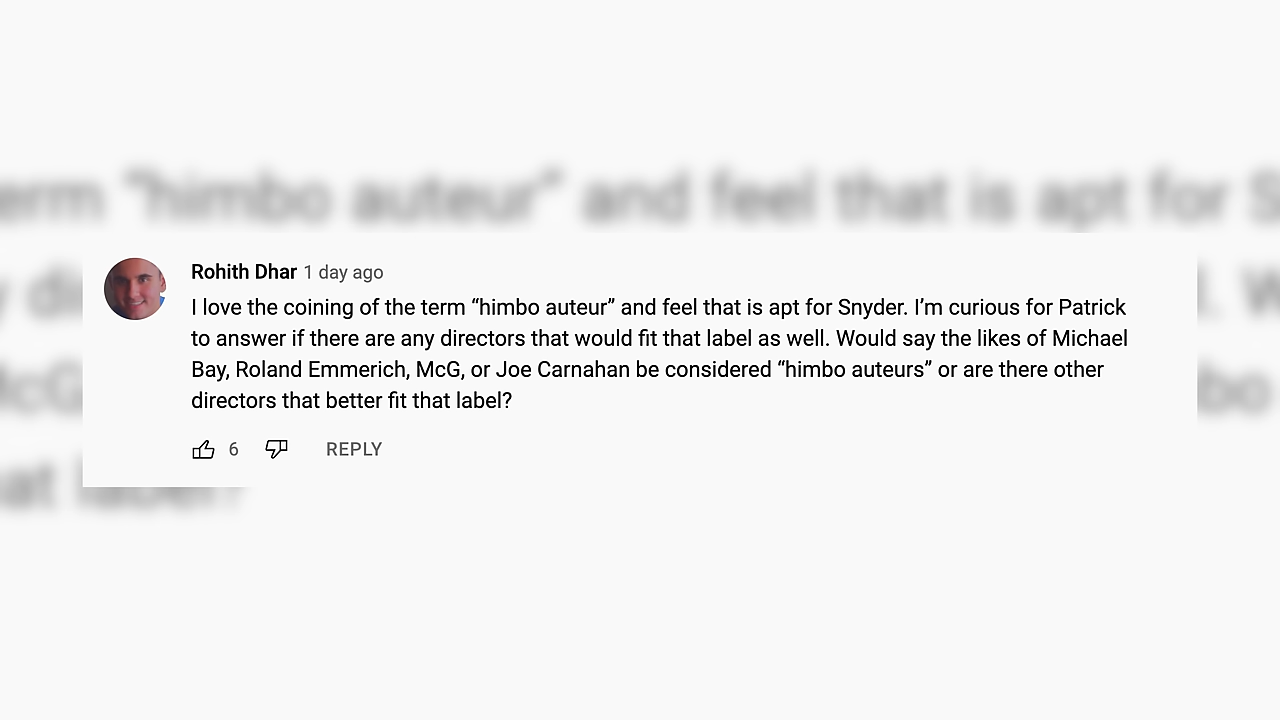 Rohith Dhar 1 day ago
I love the coining of the term “himbo auteur” and feel that is apt for Snyder. I’m curious for Patrick
to answer if there are any directors that would fit that label as well. Would say the likes of Michael
Bay, Roland Emmerich, McG, or Joe Carnahan be considered “himbo auteurs” or are there other
directors that better fit that label?
6 REPLY